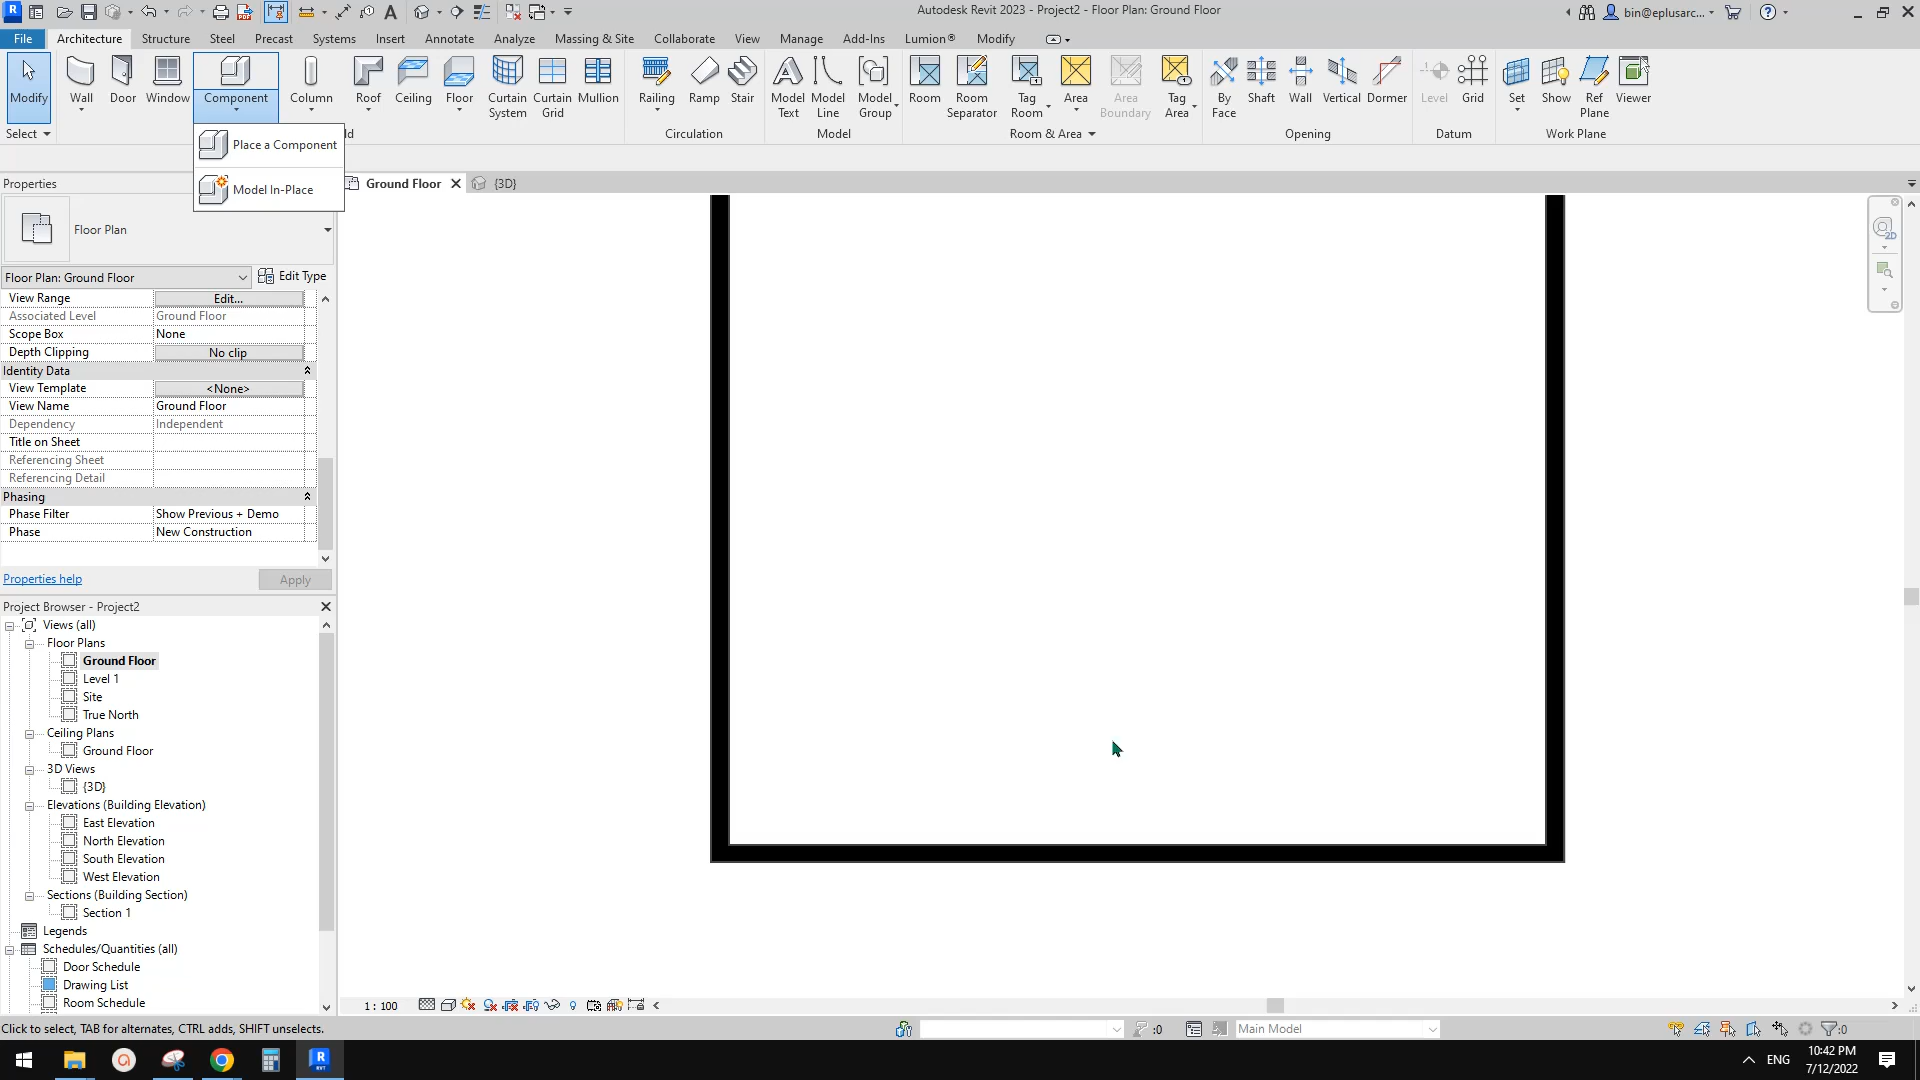 Autodesk Revit 2023 - Project2 - Floor Plan: Ground Floor
bin@eplusarc...
File Architecture Structure Steel Precast Systems Insert Annotate Analyze Massing & Site Collaborate View Manage Add-Ins Lumion® Modify
Modify Wall Door Window Component Column Roof Ceiling Floor Curtain System Curtain Grid Mullion Railing Ramp Stair Model Text Model Line Model Group Room Room Separator Tag Room Area Area Boundary Tag Area By Face Shaft Wall Vertical Dormer Level Grid Set Show Ref Plane Viewer
Select ld Circulation Model Room & Area Opening Datum Work Plane
Place a Component
Model In-Place
Properties
Ground Floor {3D}
Floor Plan
Floor Plan: Ground Floor Edit Type
View Range Edit...
Associated Level Ground Floor
Scope Box None
Depth Clipping No clip
Identity Data
View Template <None>
View Name Ground Floor
Dependency Independent
Title on Sheet
Referencing Sheet
Referencing Detail
Phasing
Phase Filter Show Previous + Demo
Phase New Construction
Properties help Apply
Project Browser - Project2
Views (all)
Floor Plans
Ground Floor
Level 1
Site
True North
Ceiling Plans
Ground Floor
3D Views
{3D}
Elevations (Building Elevation)
East Elevation
North Elevation
South Elevation
West Elevation
Sections (Building Section)
Section 1
Legends
Schedules/Quantities (all)
Door Schedule
Drawing List
Room Schedule
2D
1 : 100
Click to select, TAB for alternates, CTRL adds, SHIFT unselects.
:0
Main Model
:0
ENG
10:42 PM
7/12/2022